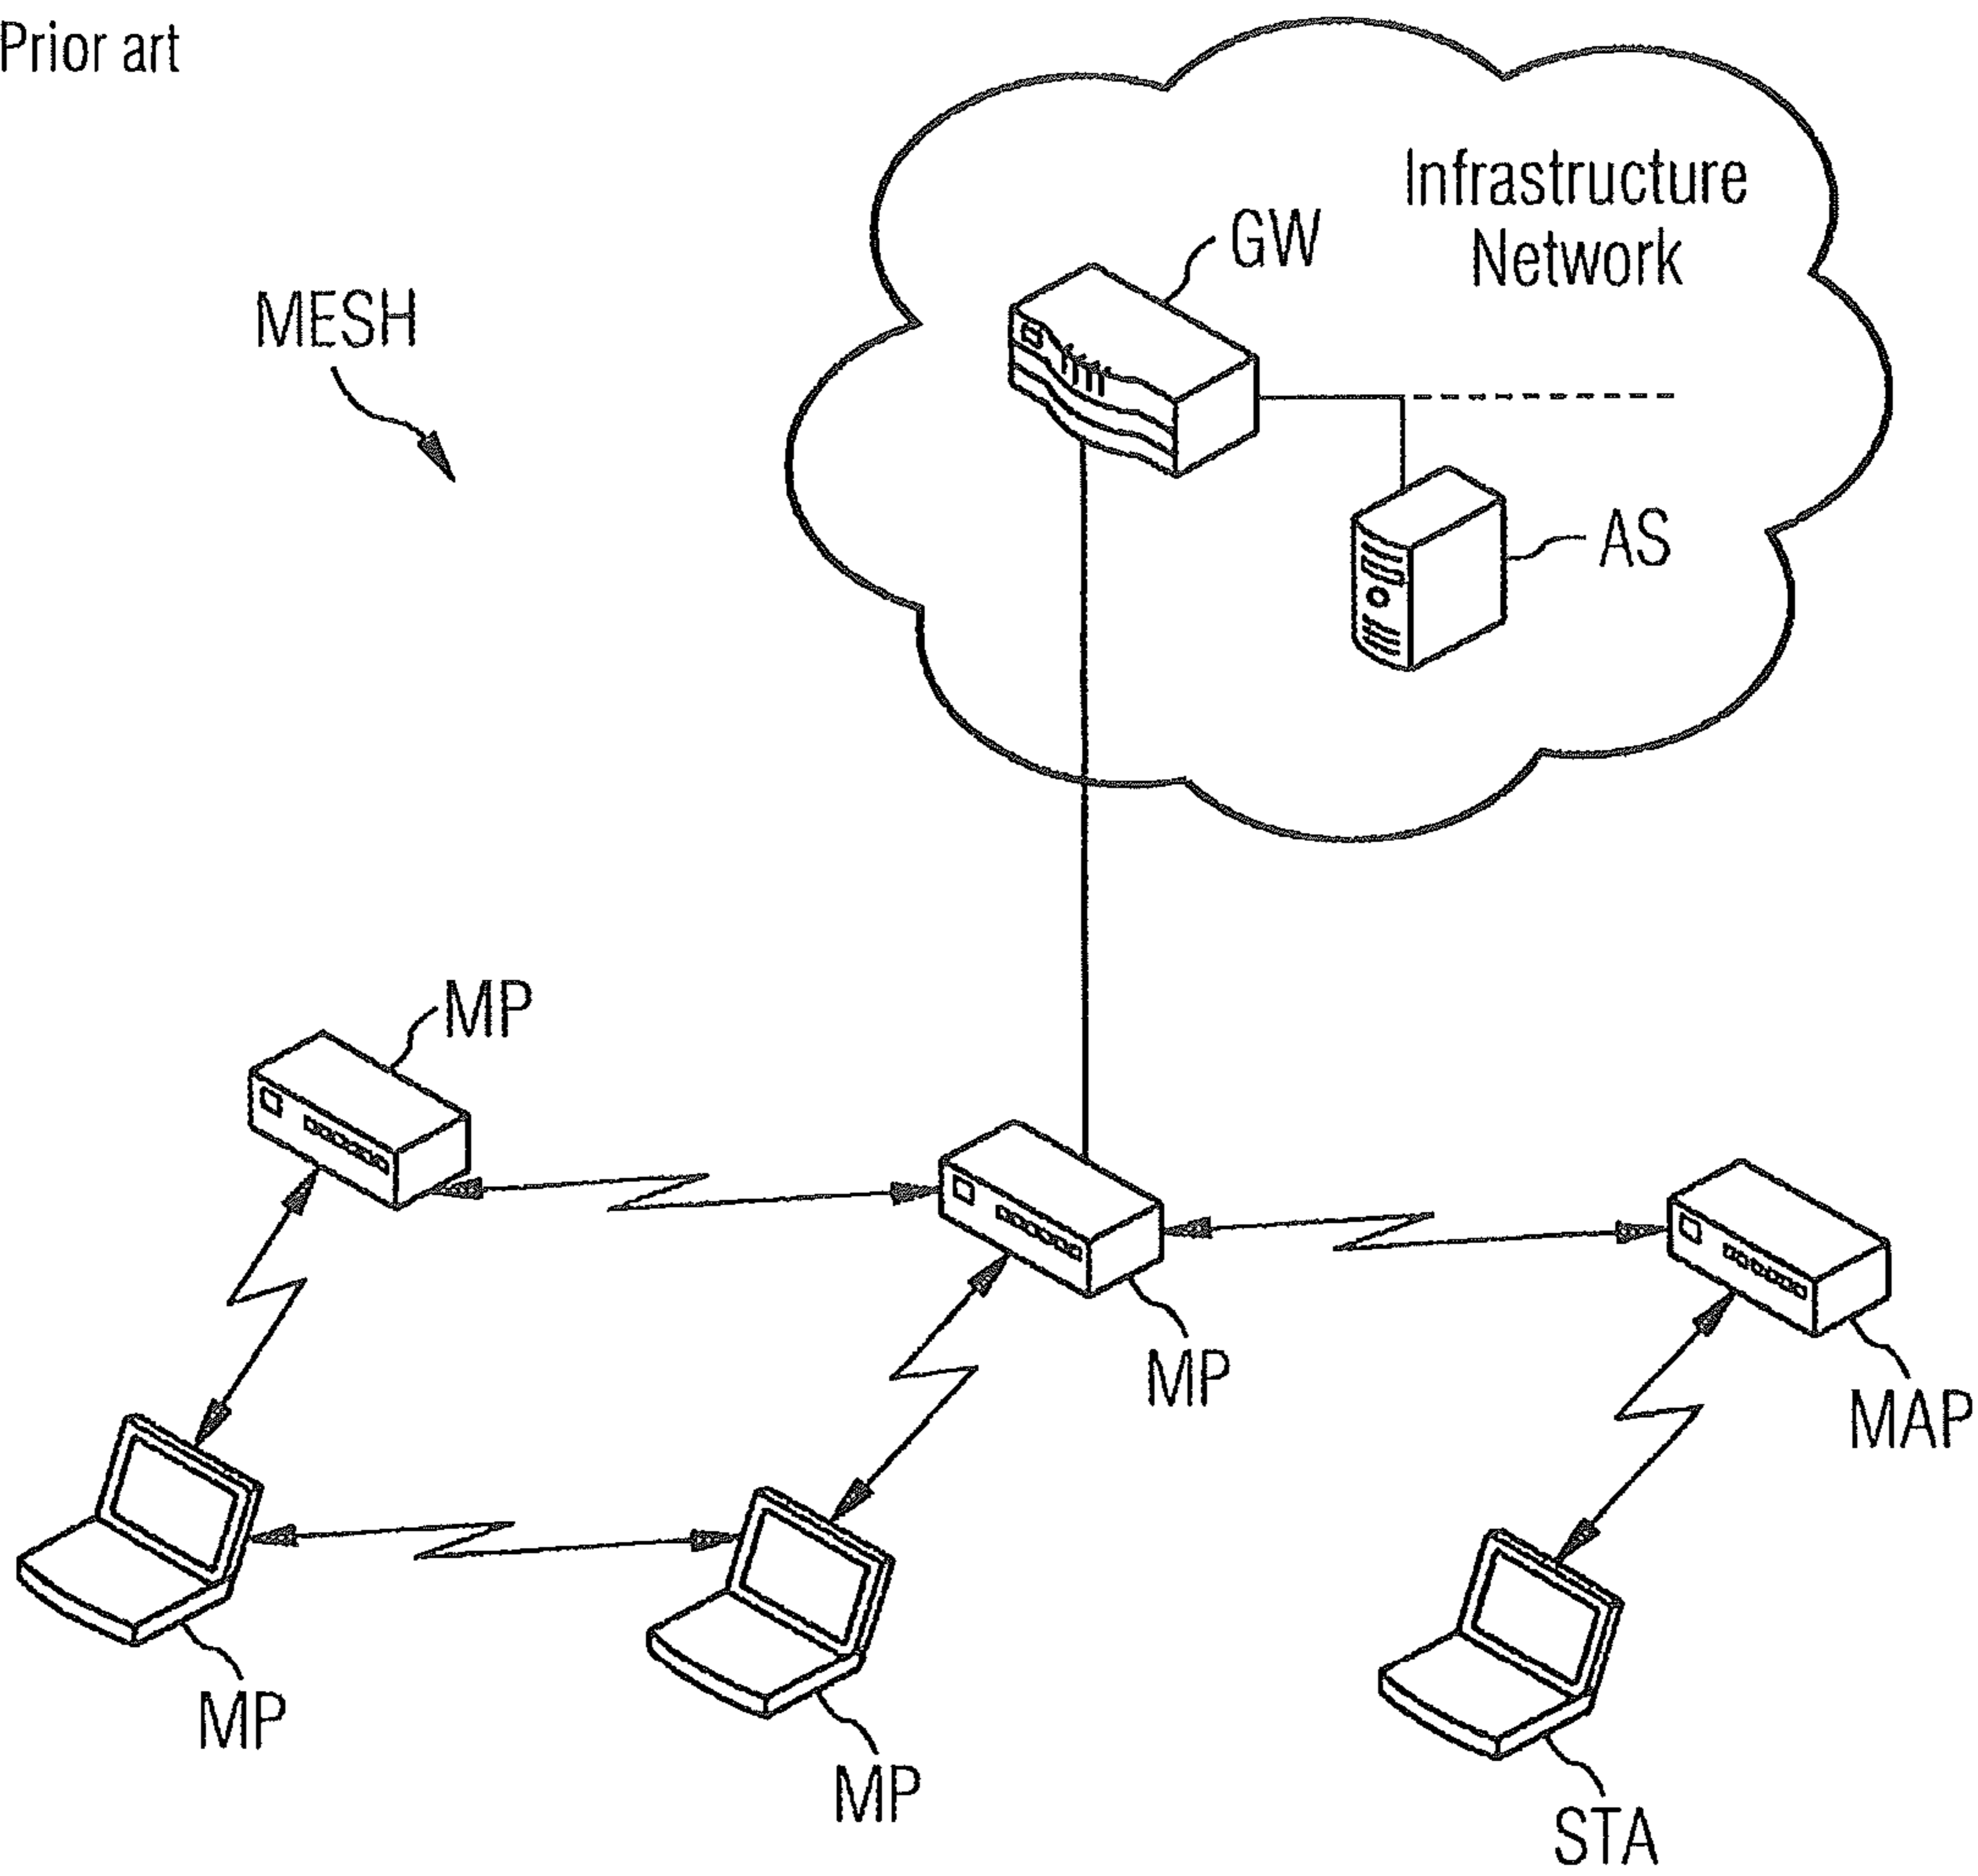 Prior art
Infrastructure
Network
GW
MESH
AS
MP
MP
MAP
MP
MP
STA